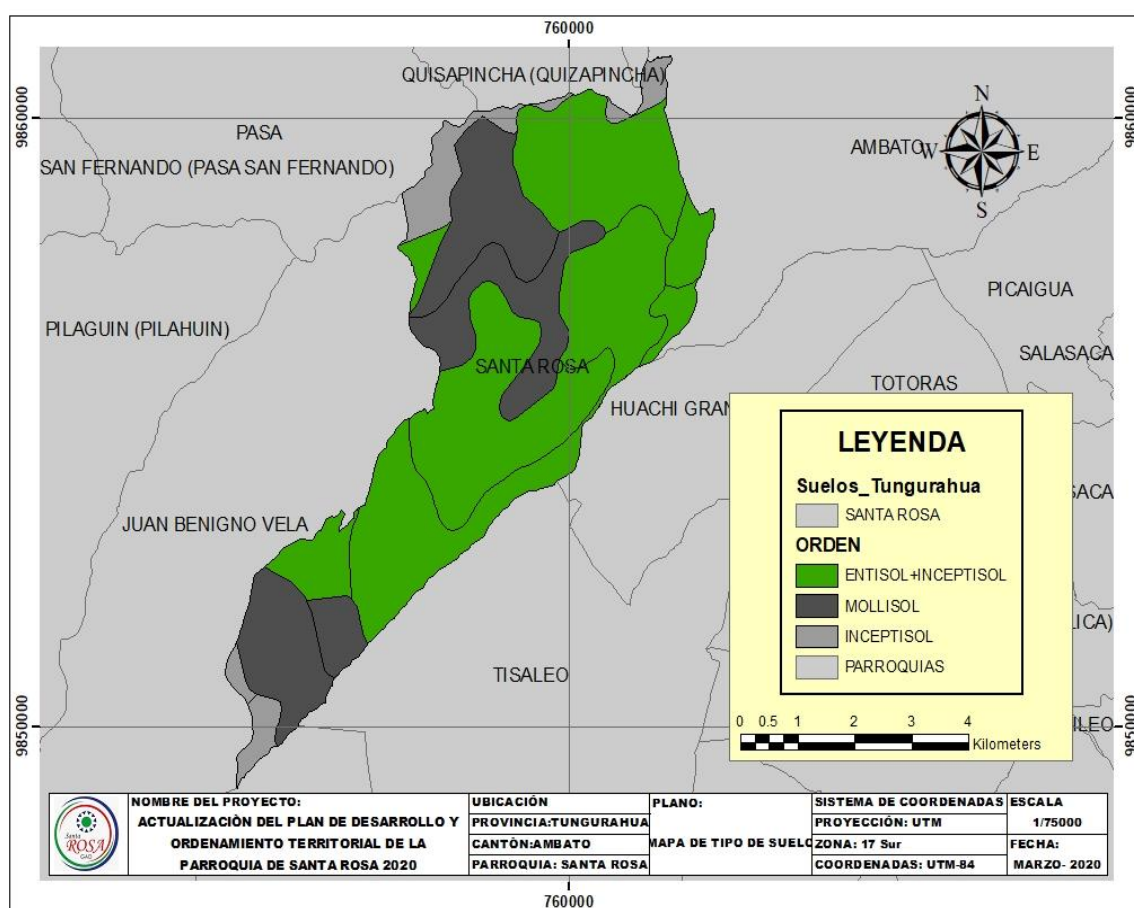 760000
QUISAPINCHA (QUIZAPINCHA)
9860000
9860000
PASA
AMBATO
N
W
E
S
SAN FERNANDO (PASA SAN FERNANDO)
PICAIGUA
PILAGUIN (PILAHUIN)
SALASACA
SANTA ROSA
TOTORAS
HUACHI GRAN
LEYENDA
Suelos_Tungurahua
SANTA ROSA
ORDEN
ENTISOL+INCEPTISOL
MOLLISOL
INCEPTISOL
PARROQUIAS
SACA
JUAN BENIGNO VELA
LICA)
TISALEO
0 0.5 1 2 3 4
Kilometers
ILEO
9850000
9850000
Santa
ROSA
GAD
NOMBRE DEL PROYECTO:
ACTUALIZACIÒN DEL PLAN DE DESARROLLO Y
ORDENAMIENTO TERRITORIAL DE LA
PARROQUIA DE SANTA ROSA 2020
UBICACIÓN
PROVINCIA:TUNGURAHUA
CANTÒN:AMBATO
PARROQUIA: SANTA ROSA
PLANO:
MAPA DE TIPO DE SUELO
SISTEMA DE COORDENADAS
PROYECCIÓN: UTM
ZONA: 17 Sur
COORDENADAS: UTM-84
ESCALA
1/75000
FECHA:
MARZO- 2020
760000